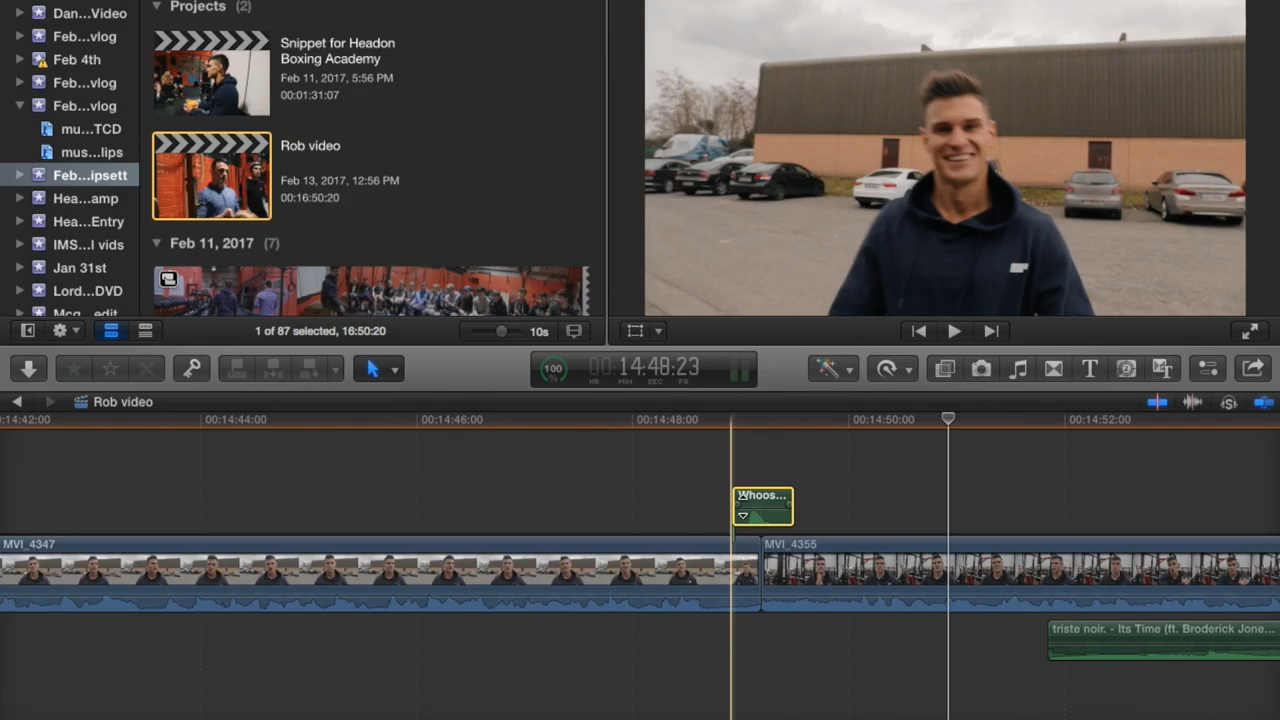 Dan...Video
Feb...vlog
Feb 4th
Feb...vlog
Feb...vlog
mu...TCD
mus...lips
Feb...ipsett
Hea...amp
Hea...Entry
IMS...l vids
Jan 31st
Lord...DVD
Mcg...edit
Projects (2)
Snippet for Headon
Boxing Academy
Feb 11, 2017, 5:56 PM
00:01:31:07
Rob video
Feb 13, 2017, 12:56 PM
00:16:50:20
Feb 11, 2017 (7)
1 of 87 selected, 16:50:20
10s
100
%
00:14:48:23
HR MIN SEC FR
T
T
Rob video
S
0:14:42:00
00:14:44:00
00:14:46:00
00:14:48:00
00:14:50:00
00:14:52:00
Whoos...
MVI_4347
MVI_4355
triste noir. - Its Time (ft. Broderick Jone...